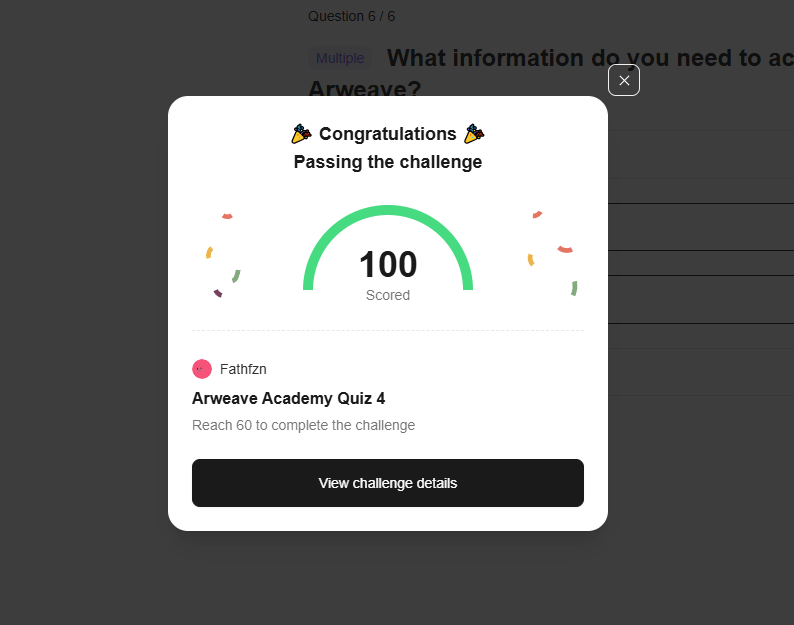 Question 6 / 6
Multiple What information do you need to ac
Arweave?
Congratulations
Passing the challenge
100
Scored
Fathfzn
Arweave Academy Quiz 4
Reach 60 to complete the challenge
View challenge details